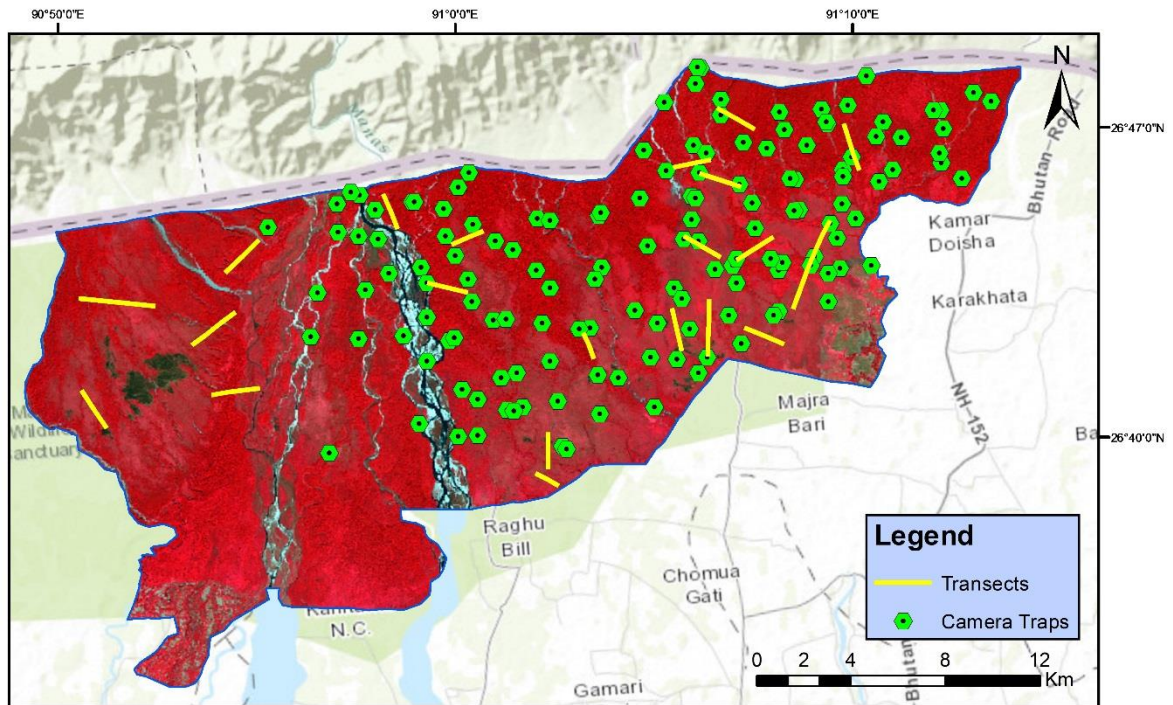 90°50'0"E
91°0'0"E
91°10'0"E
N
Manas
26°47'0"N
Bhutan-Road-
Kamar
Doisha
Karakhata
NH-152
Majra
Bari
Ba
26°40'0"N
Raghu
Bill
Chomua
Gati
N.C.
Gamari
Bhutan
Legend
Transects
Camera Traps
0 2 4 8 12
Km